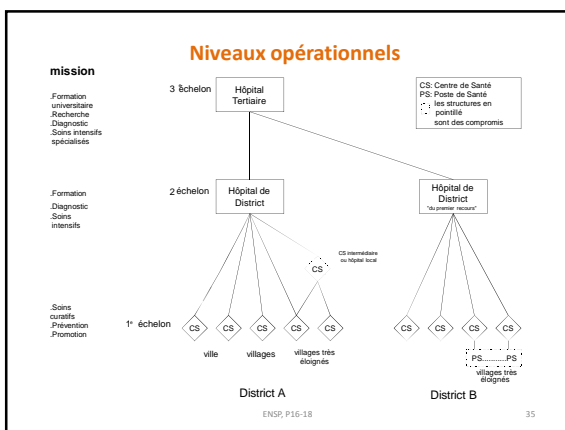 Niveaux opérationnels
mission
.Formation
universitaire
.Recherche
.Diagnostic
.Soins intensifs
spécialisés
3 è échelon
Hôpital
Tertiaire
CS: Centre de Santé
PS: Poste de Santé
les structures en
pointillé
sont des compromis
.Formation
.Diagnostic
.Soins
intensifs
2 échelon
Hôpital de
District
Hôpital de
District
"du premier recours"
CS intermédiaire
ou hôpital local
CS
.Soins
curatifs
.Prévention
.Promotion
1e échelon
CS CS CS CS CS
CS CS CS CS
ville villages villages très
éloignés
PS..........PS
villages très
éloignés
District A
District B
ENSP, P16-18
35